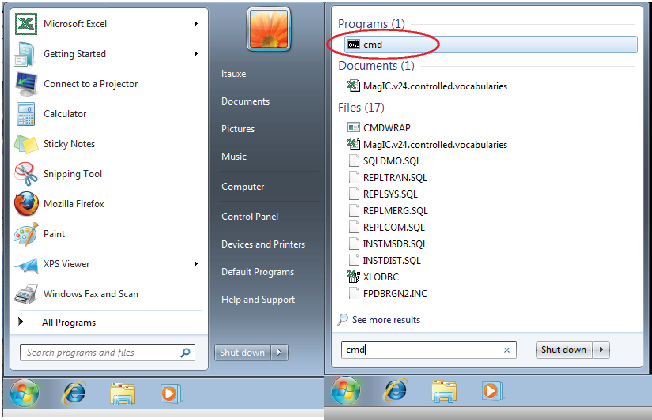 Microsoft Excel
Getting Started
Connect to a Projector
Calculator
Sticky Notes
Snipping Tool
Mozilla Firefox
Paint
XPS Viewer
Windows Fax and Scan
All Programs
Search programs and files
ltauxe
Documents
Pictures
Music
Computer
Control Panel
Devices and Printers
Default Programs
Help and Support
Shut down
Programs (1)
cmd
Documents (1)
MagIC.v24.controlled.vocabularies
Files (17)
CMDWRAP
MagIC.v24.controlled.vocabularies
SQLDMO.SQL
REPLTRAN.SQL
REPLSYS.SQL
REPLMERG.SQL
REPLCOM.SQL
INSTMSDB.SQL
INSTDIST.SQL
XLODBC
FPDBRGN2.INC
See more results
cmd
Shut down